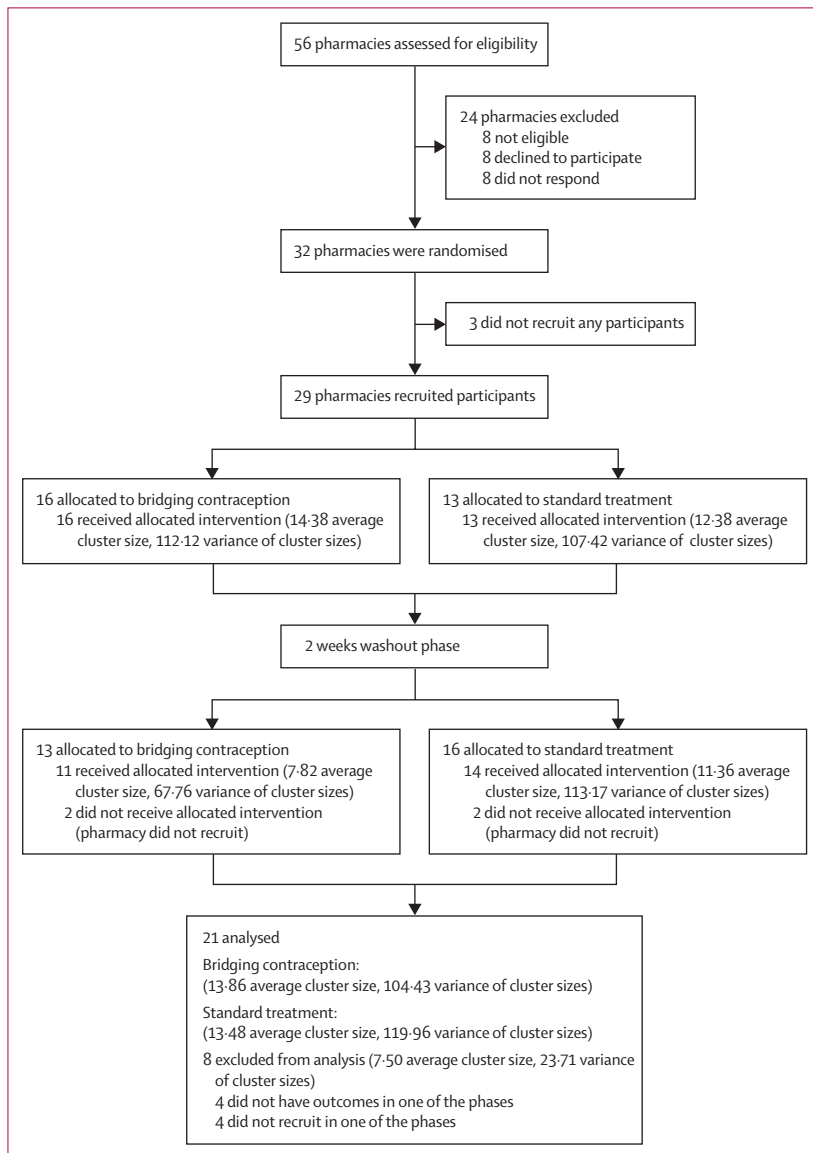 56 pharmacies assessed for eligibility
24 pharmacies excluded
8 not eligible
8 declined to participate
8 did not respond
32 pharmacies were randomised
3 did not recruit any participants
29 pharmacies recruited participants
16 allocated to bridging contraception
16 received allocated intervention (14·38 average
cluster size, 112·12 variance of cluster sizes)
13 allocated to standard treatment
13 received allocated intervention (12·38 average
cluster size, 107·42 variance of cluster sizes)
2 weeks washout phase
13 allocated to bridging contraception
11 received allocated intervention (7·82 average
cluster size, 67·76 variance of cluster sizes)
2 did not receive allocated intervention
(pharmacy did not recruit)
16 allocated to standard treatment
14 received allocated intervention (11·36 average
cluster size, 113·17 variance of cluster sizes)
2 did not receive allocated intervention
(pharmacy did not recruit)
21 analysed
Bridging contraception:
(13·86 average cluster size, 104·43 variance of cluster sizes)
Standard treatment:
(13·48 average cluster size, 119·96 variance of cluster sizes)
8 excluded from analysis (7·50 average cluster size, 23·71 variance
of cluster sizes)
4 did not have outcomes in one of the phases
4 did not recruit in one of the phases